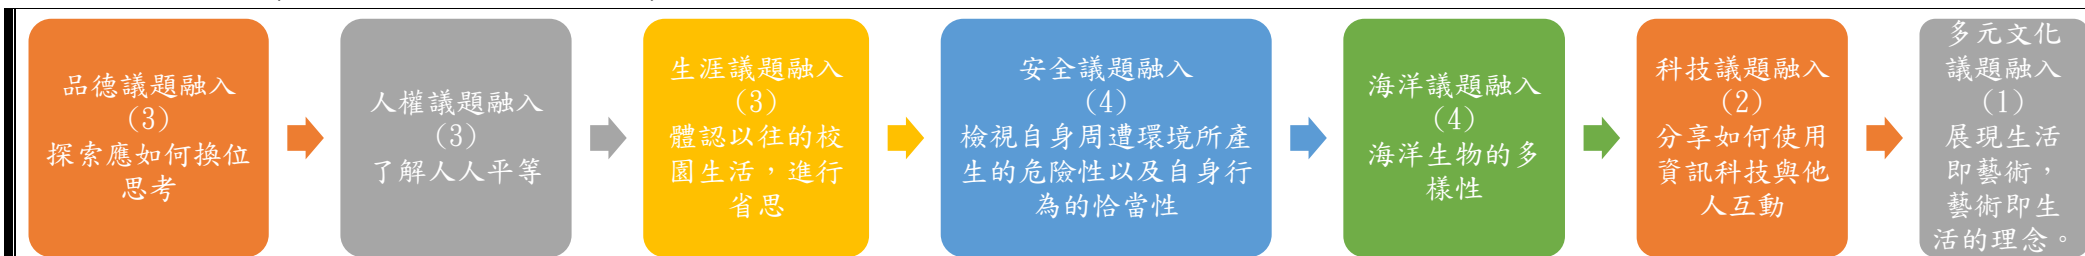 品德議題融入
(3)
探索應如何換位
思考
人權議題融入
(3)
了解人人平等
生涯議題融入
(3)
體認以往的校
園生活，進行
省思
安全議題融入
(4)
檢視自身周遭環境所產
生的危險性以及自身行
為的恰當性
海洋議題融入
(4)
海洋生物的多
樣性
科技議題融入
(2)
分享如何使用
資訊科技與他
人互動
多元文化
議題融入
(1)
展現生活
即藝術，
藝術即生
活的理念。